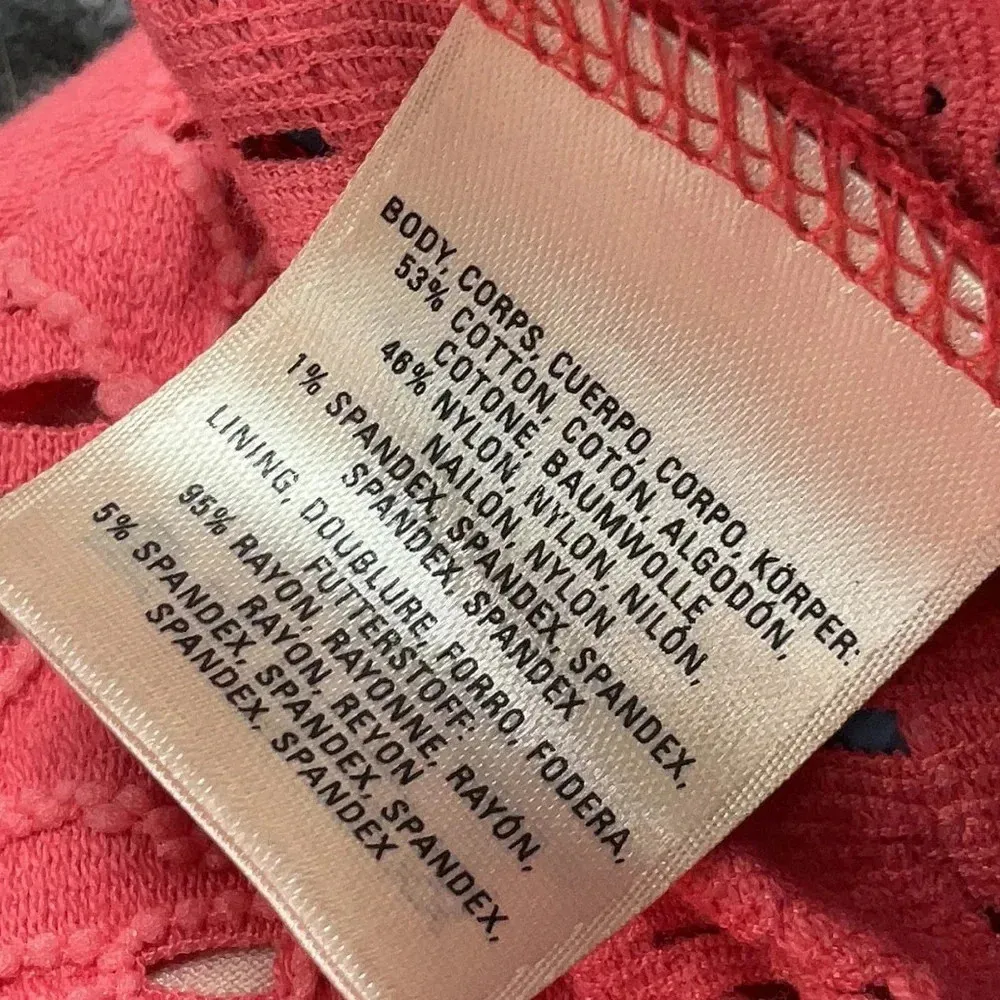 BODY, CORPS, CUERPO, CORPO, KÖRPER:
53% COTTON, COTON, ALGODÓN,
COTONE, BAUMWOLLE
46% NYLON, NYLON, NILÓN,
NAILON, NYLON
1% SPANDEX, SPANDEX, SPANDEX,
SPANDEX, SPANDEX
LINING, DOUBLURE, FORRO, FODERA,
FUTTERSTOFF:
95% RAYON, RAYONNE, RAYÓN,
RAYON, REYON
5% SPANDEX, SPANDEX, SPANDEX,
SPANDEX, SPANDEX